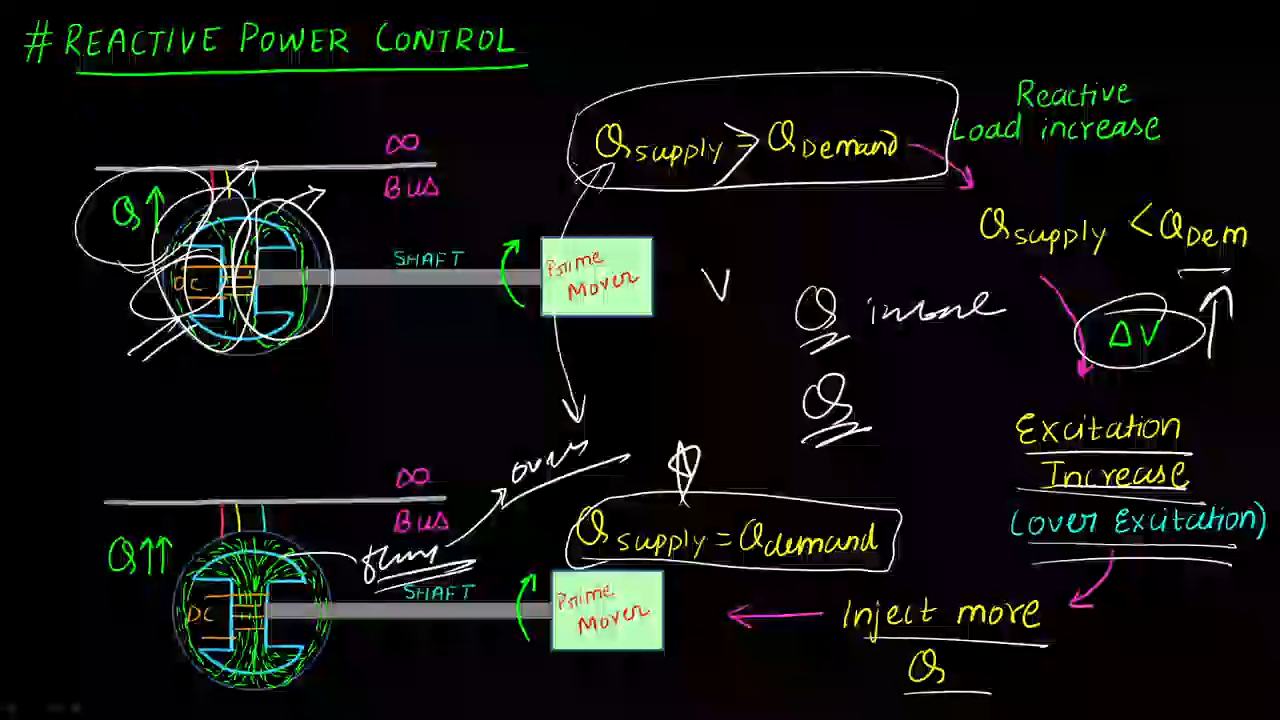 # REACTIVE POWER CONTROL
∞
BUS
Q↑
DC
SHAFT
Prime
Mover
Qsupply = > QDemand
Reactive
Load increase
Qsupply < QDem
ΔV ↑
V
Q
Q
Excitation
Increase
(over Excitation)
Inject more
Q
Qsupply = Qdemand
∞
BUS
Q↑↑
DC
flux
SHAFT
Prime
Mover